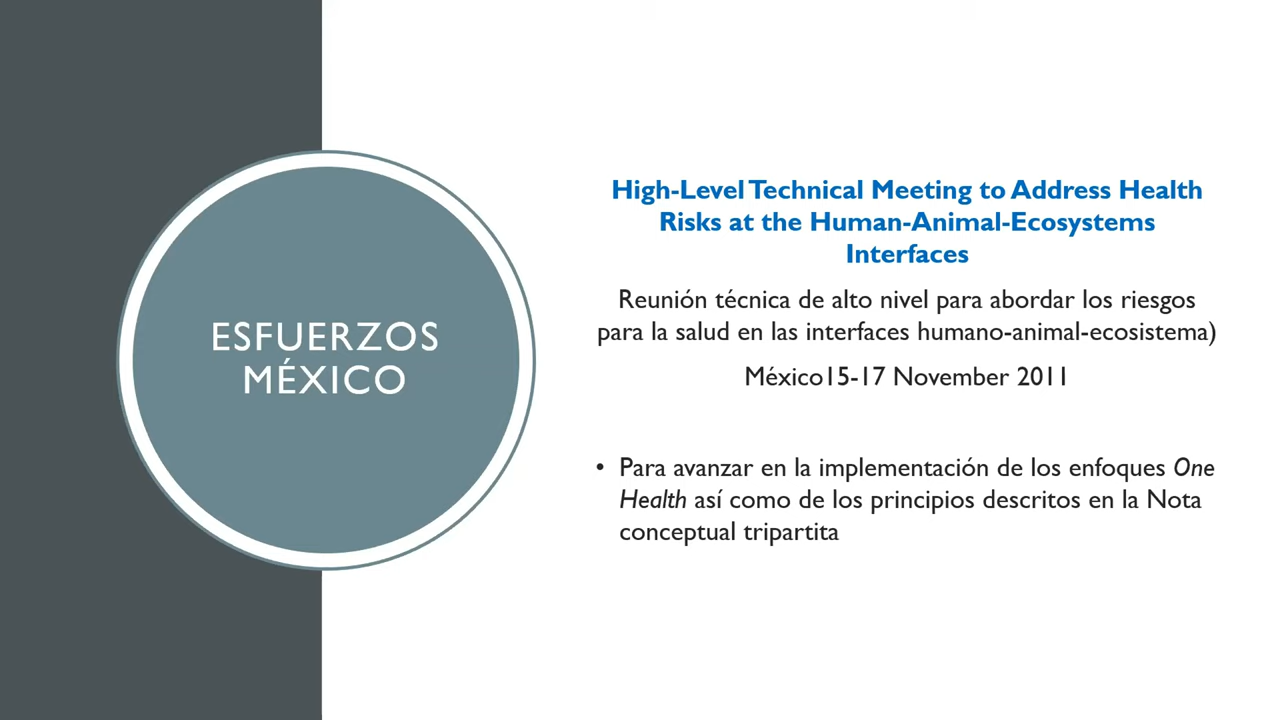 ESFUERZOS
MÉXICO
High-Level Technical Meeting to Address Health
Risks at the Human-Animal-Ecosystems
Interfaces
Reunión técnica de alto nivel para abordar los riesgos
para la salud en las interfaces humano-animal-ecosistema)
México15-17 November 2011
• Para avanzar en la implementación de los enfoques One
Health así como de los principios descritos en la Nota
conceptual tripartita